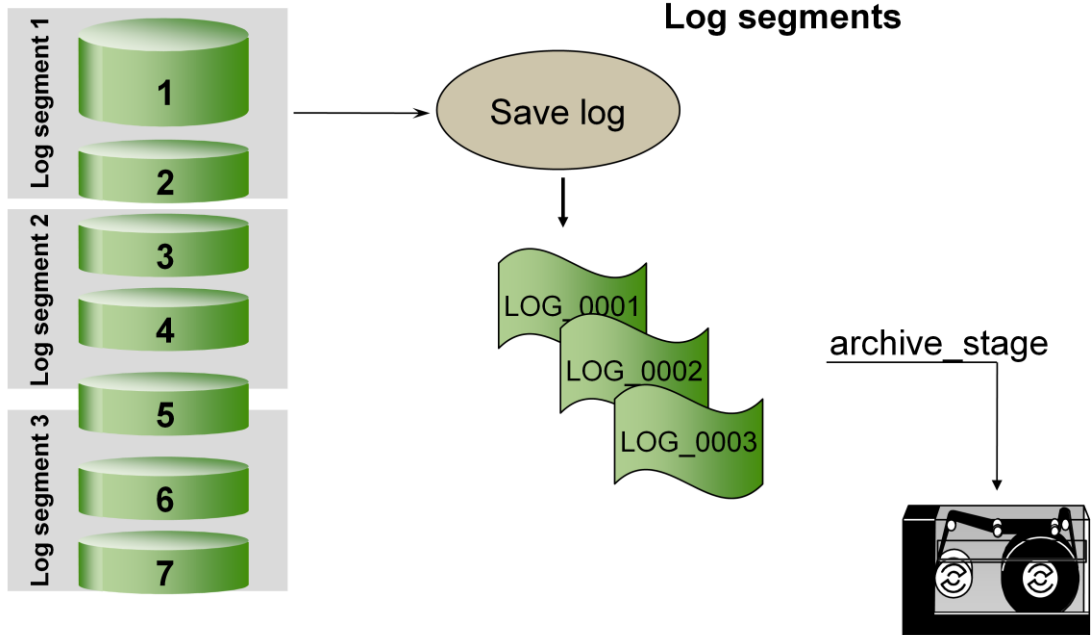 Log segments
Log segment 1
1
2
Log segment 2
3
4
5
Log segment 3
6
7
Save log
LOG_0001
LOG_0002
LOG_0003
archive_stage